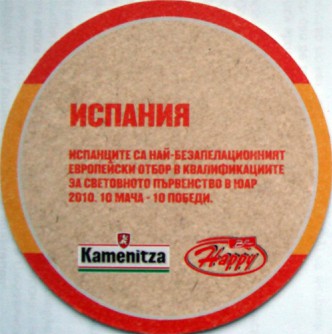 ИСПАНИЯ
ИСПАНЦИТЕ СА НАЙ-БЕЗАПЕЛАЦИОННИЯТ
ЕВРОПЕЙСКИ ОТБОР В КВАЛИФИКАЦИИТЕ
ЗА СВЕТОВНОТО ПЪРВЕНСТВО В ЮАР
2010. 10 МАЧА - 10 ПОБЕДИ.
Kamenitza
Happy